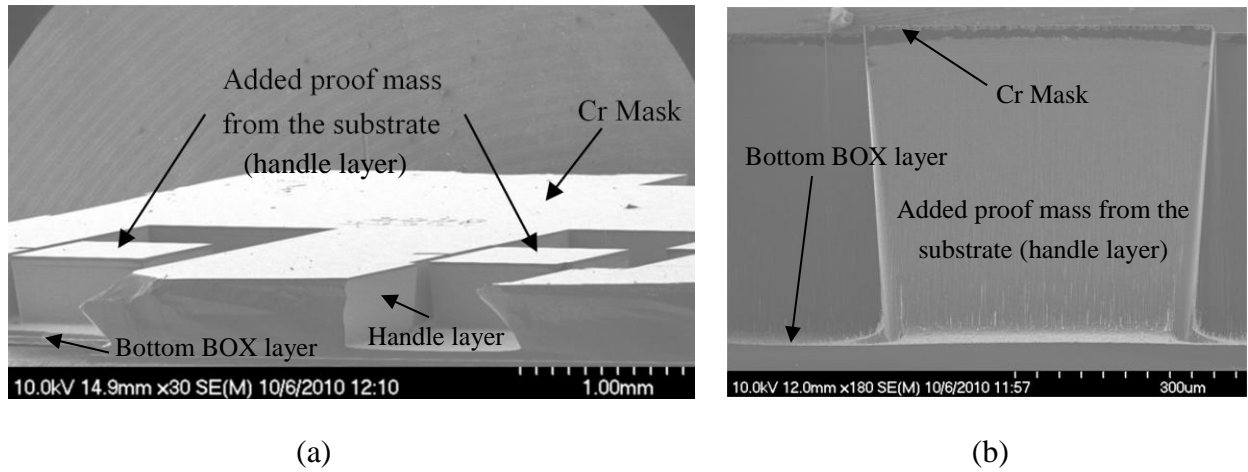 Added proof mass
from the substrate
(handle layer)
Cr Mask
Handle layer
Bottom BOX layer
10.0kV 14.9mm x30 SE(M) 10/6/2010 12:10
1.00mm
(a)
Cr Mask
Bottom BOX layer
Added proof mass from the
substrate (handle layer)
10.0kV 12.0mm x180 SE(M) 10/6/2010 11:57
300um
(b)